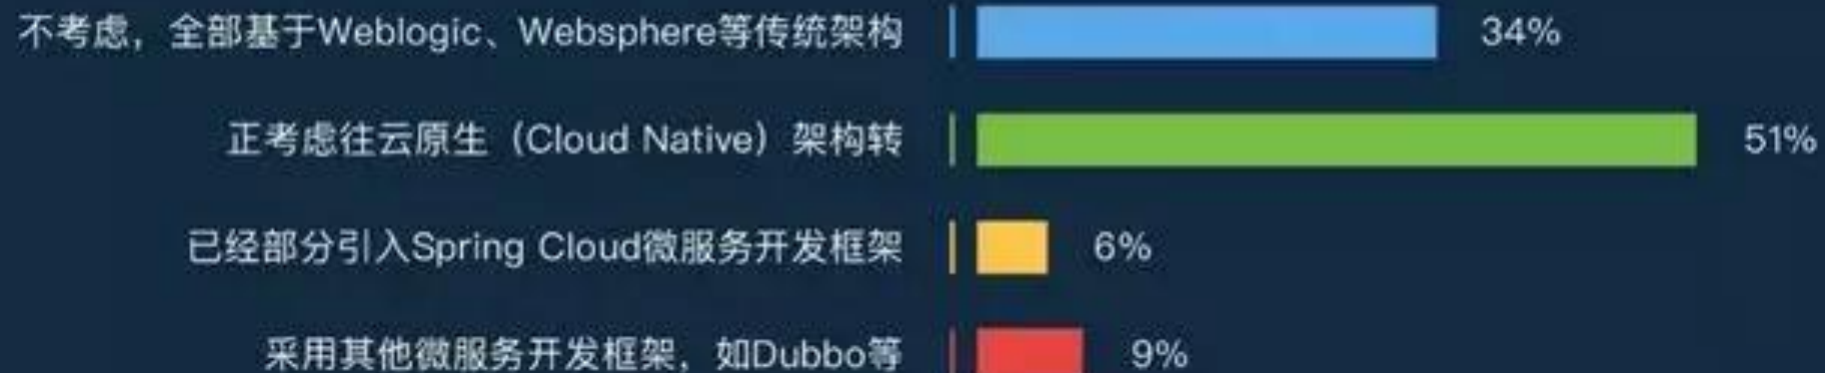 不考虑，全部基于Weblogic、Websphere等传统架构 34%
正考虑往云原生（Cloud Native）架构转 51%
已经部分引入Spring Cloud微服务开发框架 6%
采用其他微服务开发框架，如Dubbo等 9%